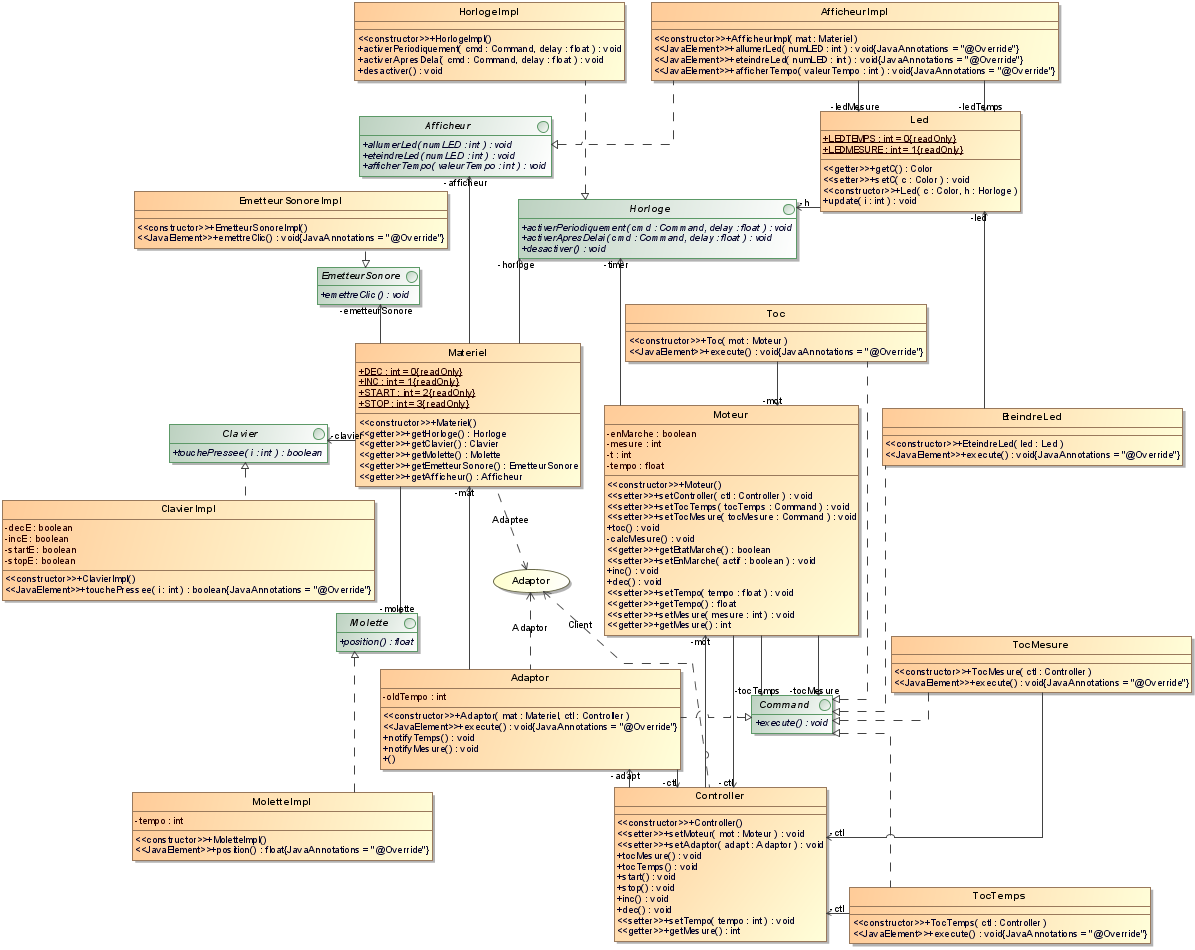 HorlogeImpl
<<constructor>>+HorlogeImpl()
+activerPeriodiquement( cmd : Command, delay : float ) : void
+activerApresDelai( cmd : Command, delay : float ) : void
+desactiver() : void
AfficheurImpl
<<constructor>>+AfficheurImpl( mat : Materiel )
<<JavaElement>>+allumerLed( numLED : int ) : void{JavaAnnotations = "@Override"}
<<JavaElement>>+eteindreLed( numLED : int ) : void{JavaAnnotations = "@Override"}
<<JavaElement>>+afficherTempo( valeurTempo : int ) : void{JavaAnnotations = "@Override"}
-ledMesure
-ledTemps
Afficheur
+allumerLed( numLED : int ) : void
+eteindreLed( numLED : int ) : void
+afficherTempo( valeurTempo : int ) : void
-afficheur
Led
+LEDTEMPS : int = 0{readOnly}
+LEDMESURE : int = 1{readOnly}
<<getter>>+getC() : Color
<<setter>>+setC( c : Color ) : void
<<constructor>>+Led( c : Color, h : Horloge )
+update( i : int ) : void
-h
-led
EmetteurSonoreImpl
<<constructor>>+EmetteurSonoreImpl()
<<JavaElement>>+emettreClic() : void{JavaAnnotations = "@Override"}
Horloge
+activerPeriodiquement( cmd : Command, delay : float ) : void
+activerApresDelai( cmd : Command, delay : float ) : void
+desactiver() : void
-horloge
-timer
EmetteurSonore
+emettreClic() : void
-emetteurSonore
Toc
<<constructor>>+Toc( mot : Moteur )
<<JavaElement>>+execute() : void{JavaAnnotations = "@Override"}
-mot
Materiel
+DEC : int = 0{readOnly}
+INC : int = 1{readOnly}
+START : int = 2{readOnly}
+STOP : int = 3{readOnly}
<<constructor>>+Materiel()
<<getter>>+getHorloge() : Horloge
<<getter>>+getClavier() : Clavier
<<getter>>+getMolette() : Molette
<<getter>>+getEmetteurSonore() : EmetteurSonore
<<getter>>+getAfficheur() : Afficheur
-clavier
-mat
Clavier
+touchePressee( i : int ) : boolean
Moteur
-enMarche : boolean
-mesure : int
-t : int
-tempo : float
<<constructor>>+Moteur()
<<setter>>+setController( ctl : Controller ) : void
<<setter>>+setTocTemps( tocTemps : Command ) : void
<<setter>>+setTocMesure( tocMesure : Command ) : void
+toc() : void
-calcMesure() : void
<<getter>>+getEtatMarche() : boolean
<<setter>>+setEnMarche( actif : boolean ) : void
+inc() : void
+dec() : void
<<setter>>+setTempo( tempo : float ) : void
<<getter>>+getTempo() : float
<<setter>>+setMesure( mesure : int ) : void
<<getter>>+getMesure() : int
-mot
EteindreLed
<<constructor>>+EteindreLed( led : Led )
<<JavaElement>>+execute() : void{JavaAnnotations = "@Override"}
ClavierImpl
-decE : boolean
-incE : boolean
-startE : boolean
-stopE : boolean
<<constructor>>+ClavierImpl()
<<JavaElement>>+touchePressee( i : int ) : boolean{JavaAnnotations = "@Override"}
Adaptee
Adaptor
Adaptor
Client
-molette
Molette
+position() : float
TocMesure
<<constructor>>+TocMesure( ctl : Controller )
<<JavaElement>>+execute() : void{JavaAnnotations = "@Override"}
Adaptor
-oldTempo : int
<<constructor>>+Adaptor( mat : Materiel, ctl : Controller )
<<JavaElement>>+execute() : void{JavaAnnotations = "@Override"}
+notifyTemps() : void
+notifyMesure() : void
+()
-tocTemps
-tocMesure
Command
+execute() : void
-adapt
-ctl
-ctl
MoletteImpl
-tempo : int
<<constructor>>+MoletteImpl()
<<JavaElement>>+position() : float{JavaAnnotations = "@Override"}
Controller
<<constructor>>+Controller()
<<setter>>+setMoteur( mot : Moteur ) : void
<<setter>>+setAdaptor( adapt : Adaptor ) : void
+tocMesure() : void
+tocTemps() : void
+start() : void
+stop() : void
+inc() : void
+dec() : void
<<setter>>+setTempo( tempo : int ) : void
<<getter>>+getMesure() : int
-ctl
-ctl
TocTemps
<<constructor>>+TocTemps( ctl : Controller )
<<JavaElement>>+execute() : void{JavaAnnotations = "@Override"}